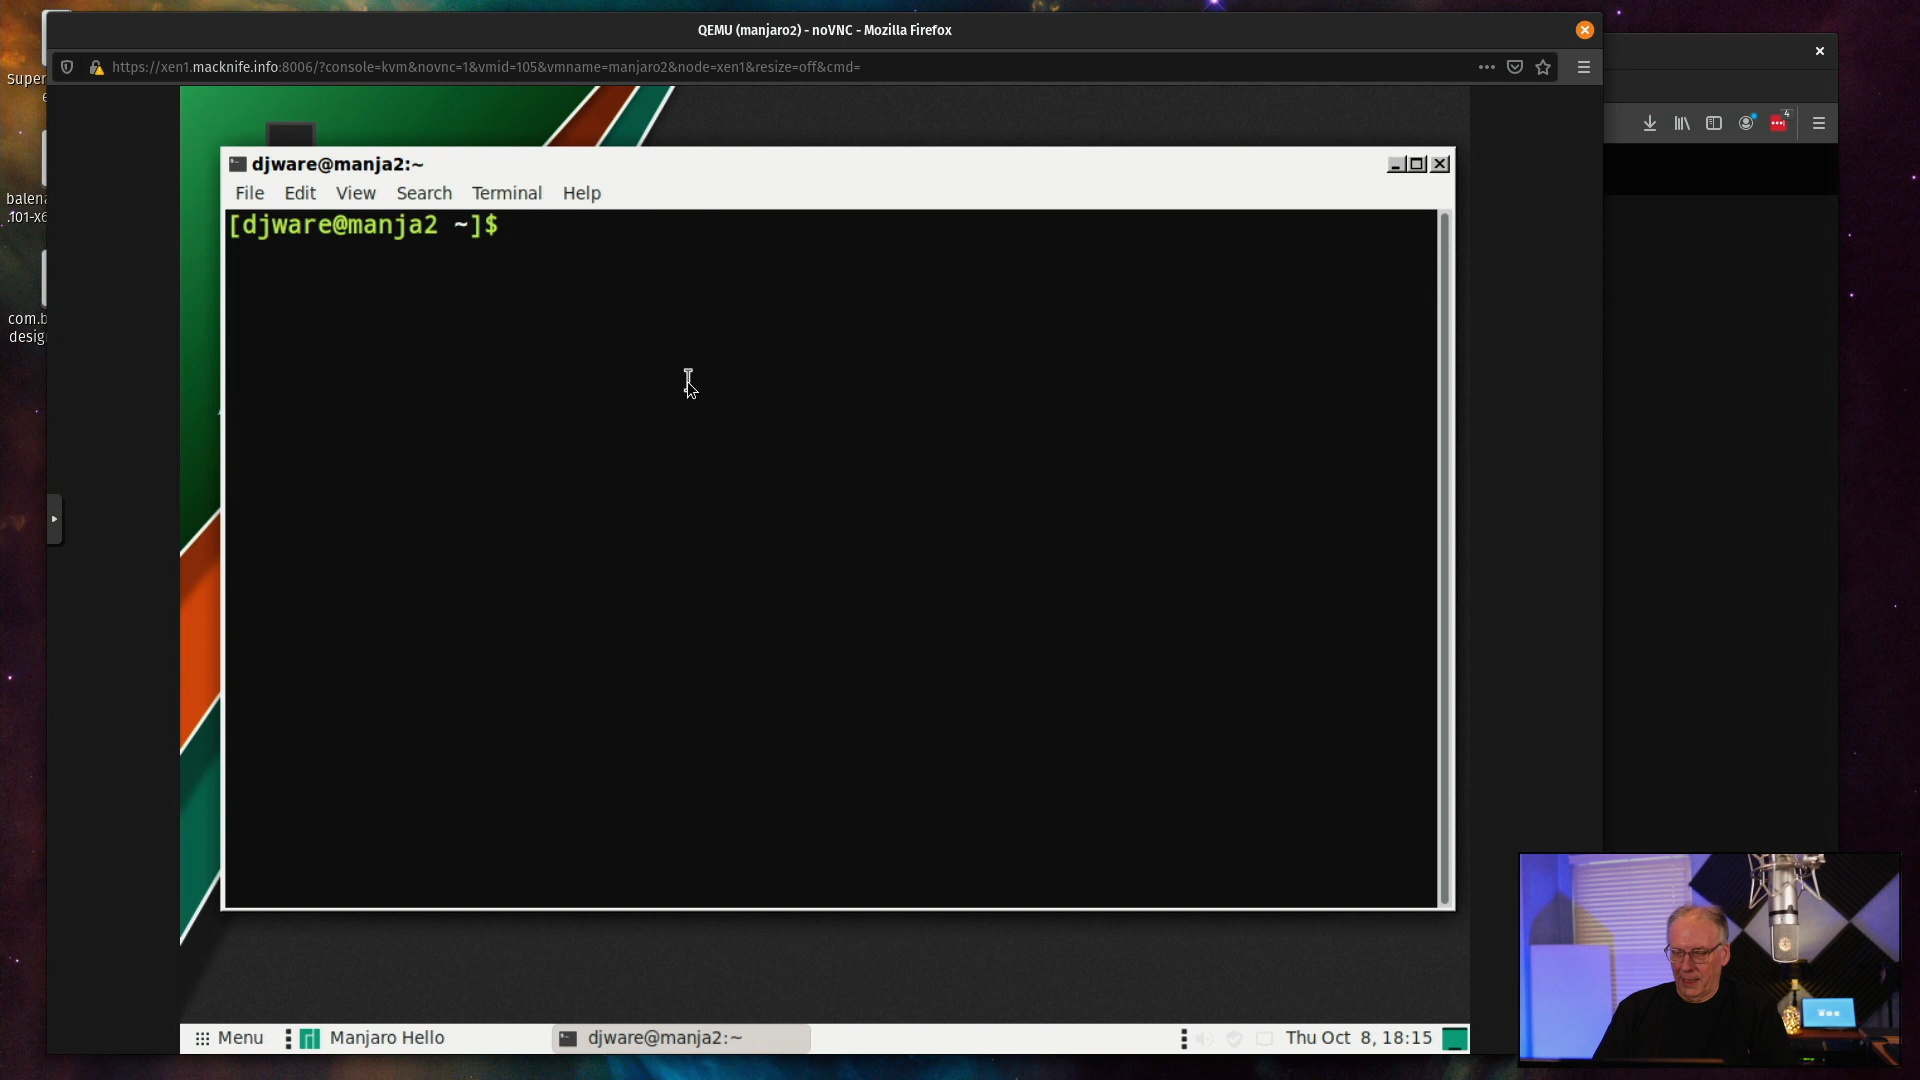 QEMU (manjaro2) - noVNC - Mozilla Firefox
https://xen1.macknife.info:8006/?console=kvm&novnc=1&vmid=105&vmname=manjaro2&node=xen1&resize=off&cmd=
4
Super
e
balena
.101-x6
com.b
desig
djware@manja2:~
File Edit View Search Terminal Help
[djware@manja2 ~]$
Menu Manjaro Hello djware@manja2:~ Thu Oct 8, 18:15